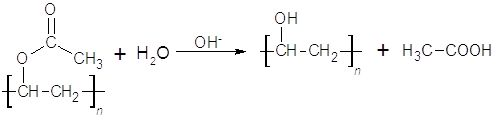 O
C
O CH₃ + H₂O OH⁻ OH
CH CH₂ n CH CH₂ n + H₃C COOH